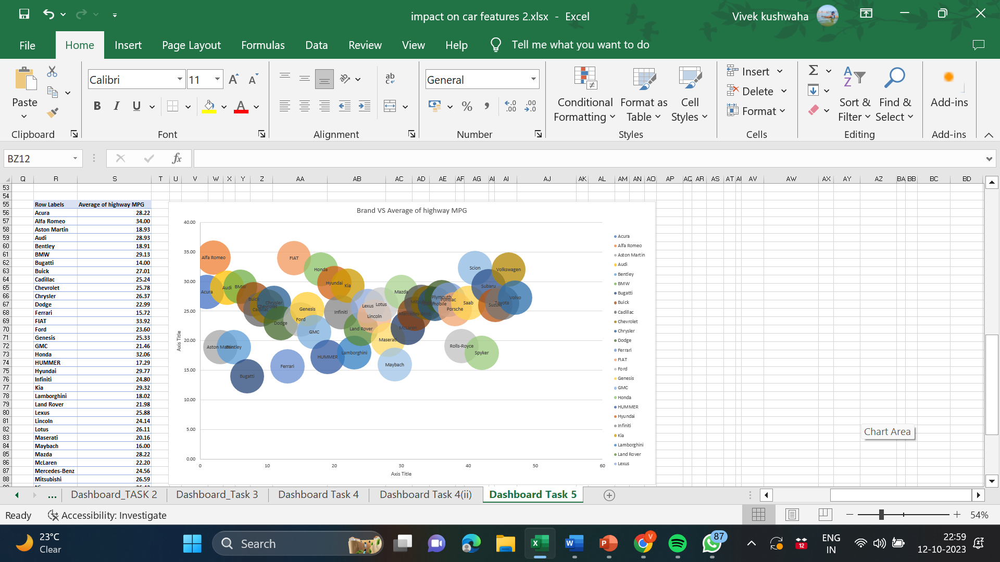 impact on car features 2.xlsx - Excel
Vivek kushwaha
File Home Insert Page Layout Formulas Data Review View Help Tell me what you want to do
Paste
Clipboard
Calibri 11
B I U
Font
ab
c
Alignment
General
% ,
Number
Conditional Formatting
Format as Table
Cell Styles
Styles
Insert
Delete
Format
Cells
Sort & Filter
Find & Select
Editing
Add-ins
Add-ins
BZ12
fx
Q R S T U V W X Y Z AA AB AC AD AE AF AG AI AJ AK AL AM AN AO AP AQ AR AS AT AV AW AX AY AZ BA BB BC BD
53
54
55 Row Labels Average of highway MPG
56 Acura 28.22
57 Alfa Romeo 34.00
58 Aston Martin 18.93
59 Audi 28.93
60 Bentley 18.91
61 BMW 29.13
62 Bugatti 14.00
63 Buick 27.01
64 Cadillac 25.24
65 Chevrolet 25.78
66 Chrysler 26.37
67 Dodge 22.99
68 Ferrari 15.72
69 FIAT 33.92
70 Ford 23.60
71 Genesis 25.33
72 GMC 21.46
73 Honda 32.06
74 HUMMER 17.29
75 Hyundai 29.77
76 Infiniti 24.80
77 Kia 29.32
78 Lamborghini 18.02
79 Land Rover 21.98
80 Lexus 25.88
81 Lincoln 24.14
82 Lotus 26.11
83 Maserati 20.16
84 Maybach 16.00
85 Mazda 28.22
86 McLaren 22.20
87 Mercedes-Benz 24.56
88 Mitsubishi 26.59
Brand VS Average of highway MPG
40.00
35.00
30.00
25.00
20.00
15.00
10.00
5.00
0.00
Axis Title
0 10 20 30 40 50 60
Axis Title
Alfa Romeo
FIAT
Honda
Scion
Volkswagen
Acura
Audi
BMW
Hyundai
Kia
Mazda
Subaru
Buick
Cadillac
Chevrolet
Chrysler
Genesis
Ford
Dodge
GMC
Infiniti
Lexus
Lotus
Lincoln
Land Rover
Mercedes-Benz
McLaren
Plymouth
Pontiac
Porsche
Saab
Suzuki
Toyota
Volvo
Aston Martin
Bentley
Bugatti
Ferrari
HUMMER
Lamborghini
Maserati
Maybach
Rolls-Royce
Spyker
Acura
Alfa Romeo
Aston Martin
Audi
Bentley
BMW
Bugatti
Buick
Cadillac
Chevrolet
Chrysler
Dodge
Ferrari
FIAT
Ford
Genesis
GMC
Honda
HUMMER
Hyundai
Infiniti
Kia
Lamborghini
Land Rover
Lexus
Chart Area
... Dashboard_TASK 2 Dashboard_Task 3 Dashboard Task 4 Dashboard Task 4(ii) Dashboard Task 5
Ready Accessibility: Investigate
54%
23°C
Clear
Search
87
12
ENG
IN
22:59
12-10-2023